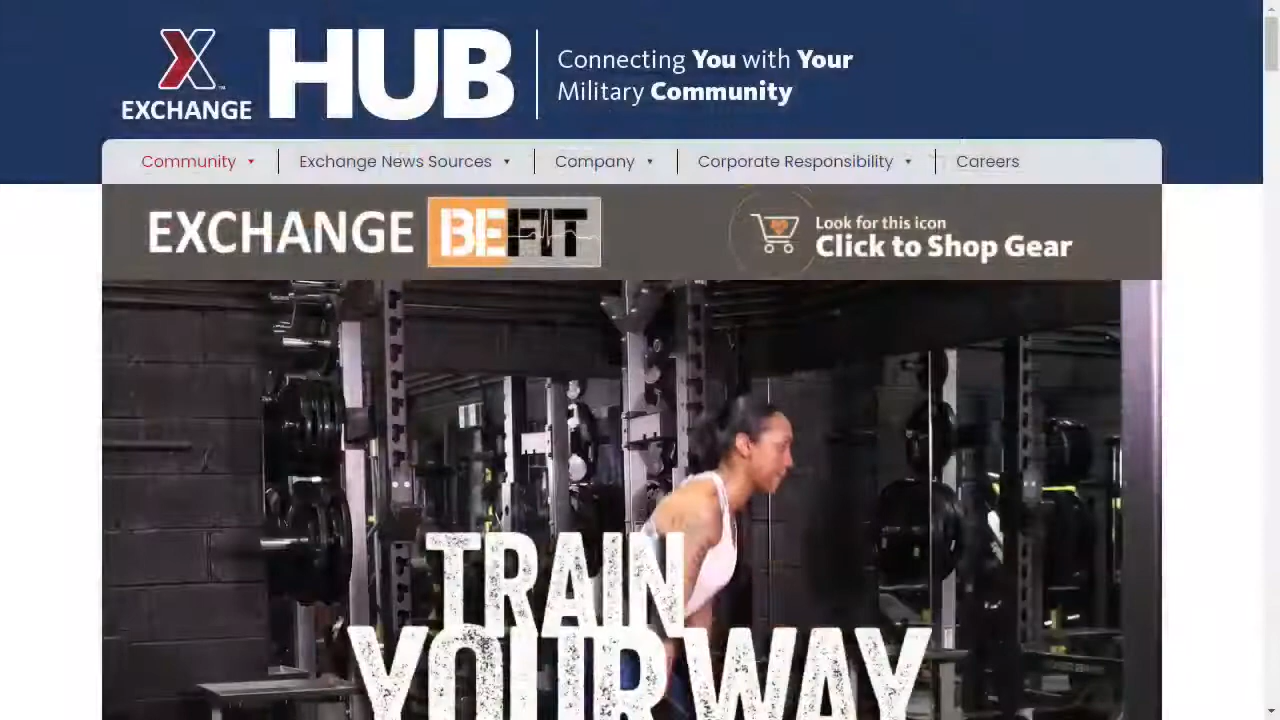 EXCHANGE
HUB
Connecting You with Your
Military Community
Community
Exchange News Sources
Company
Corporate Responsibility
Careers
EXCHANGE BEFIT
Look for this icon
Click to Shop Gear
TRAIN
YOUR WAY